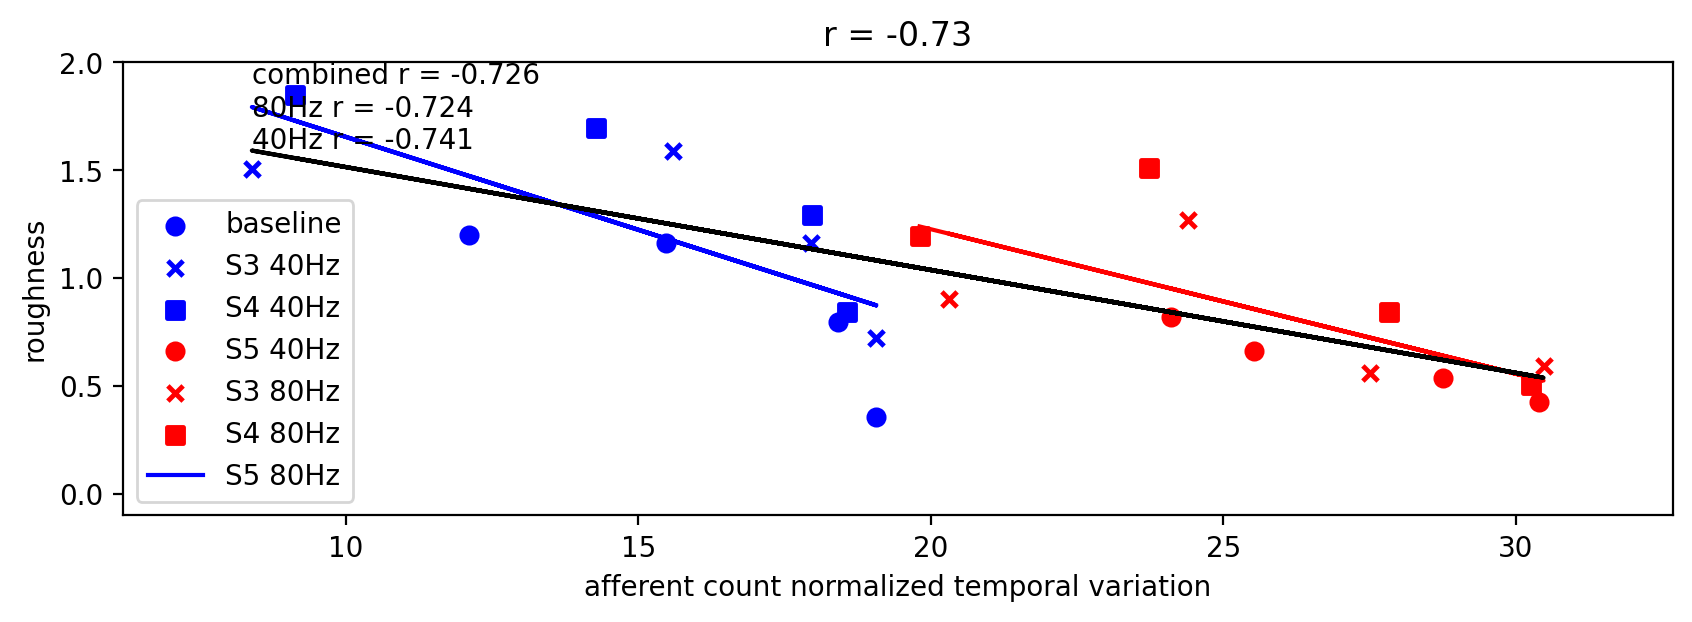 r = -0.73
combined r = -0.726
80Hz r = -0.724
40Hz r = -0.741
2.0
1.5
1.0
0.5
0.0
roughness
baseline
S3 40Hz
S4 40Hz
S5 40Hz
S3 80Hz
S4 80Hz
S5 80Hz
10 15 20 25 30
afferent count normalized temporal variation